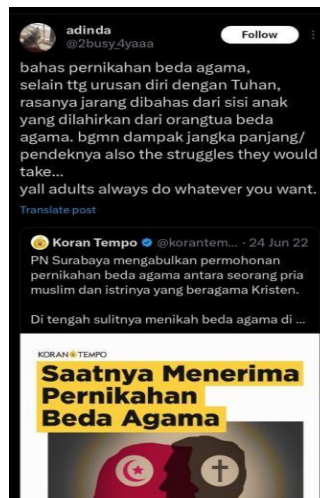 adinda
@2busy_4yaaa
Follow
bahas pernikahan beda agama,
selain ttg urusan diri dengan Tuhan,
rasanya jarang dibahas dari sisi anak
yang dilahirkan dari orangtua beda
agama. bgmn dampak jangka panjang/
pendeknya also the struggles they would
take...
yall adults always do whatever you want.
Translate post
Koran Tempo @korantem... · 24 Jun 22
PN Surabaya mengabulkan permohonan
pernikahan beda agama antara seorang pria
muslim dan istrinya yang beragama Kristen.
Di tengah sulitnya menikah beda agama di ...
KORAN TEMPO
Saatnya Menerima
Pernikahan
Beda Agama